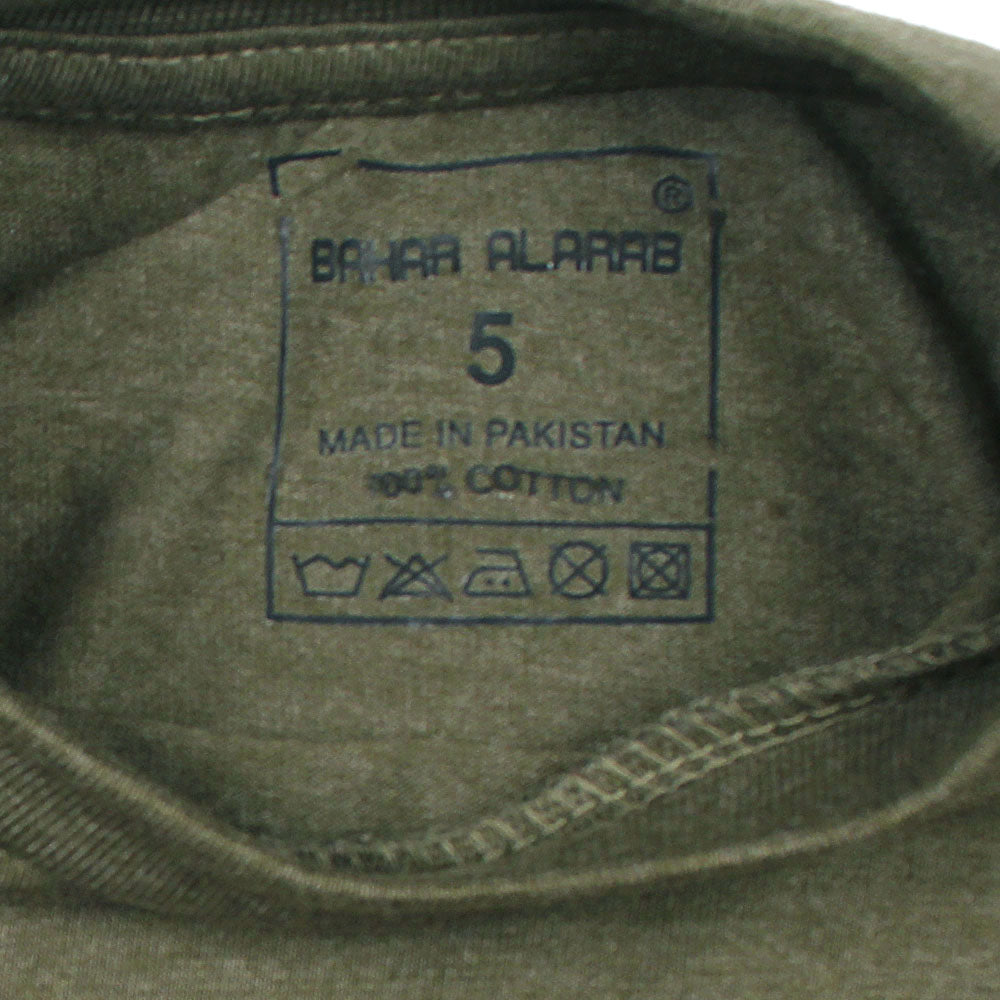 ®
BAHAR ALARAB
5
MADE IN PAKISTAN
100% COTTON